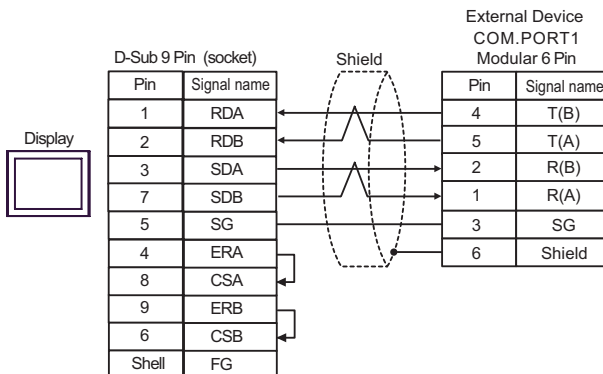 External Device
COM.PORT1
Modular 6 Pin
D-Sub 9 Pin (socket)
Shield
Pin Signal name
Pin Signal name
1 RDA
4 T(B)
2 RDB
5 T(A)
3 SDA
2 R(B)
7 SDB
1 R(A)
5 SG
3 SG
4 ERA
6 Shield
8 CSA
9 ERB
6 CSB
Shell FG
Display